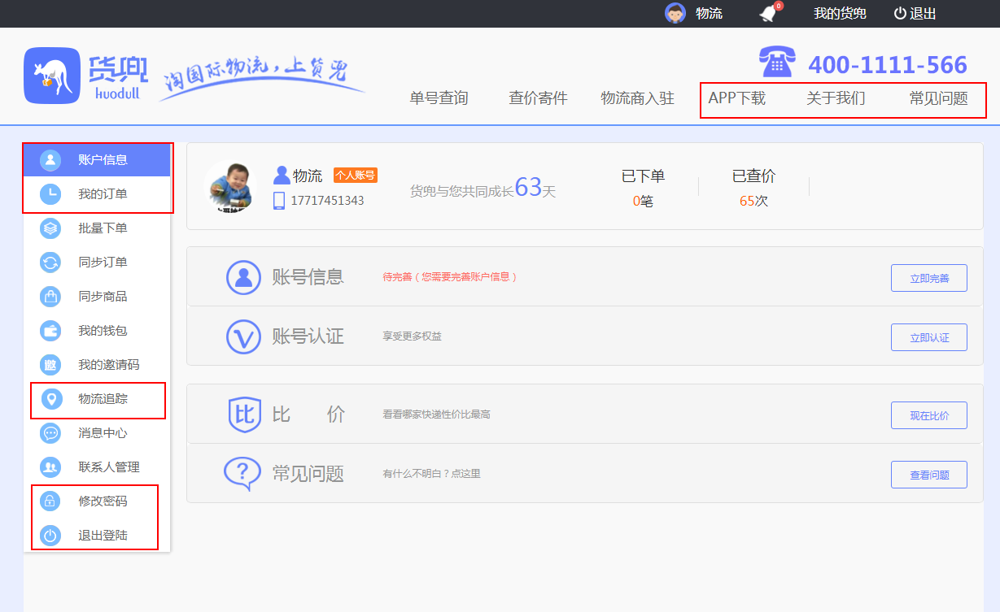 物流 0 我的货兜 退出
货兜 huodull 淘国际物流，上货兜
400-1111-566
单号查询 查价寄件 物流商入驻 APP下载 关于我们 常见问题
账户信息
我的订单
批量下单
同步订单
同步商品
我的钱包
邀 我的邀请码
物流追踪
消息中心
联系人管理
修改密码
退出登陆
物流 个人账号
17717451343
货兜与您共同成长63天
已下单
0笔
已查价
65次
账号信息 待完善（您需要完善账户信息） 立即完善
账号认证 享受更多权益 立即认证
比 比 价 看看哪家快递性价比最高 现在比价
? 常见问题 有什么不明白？点这里 查看问题